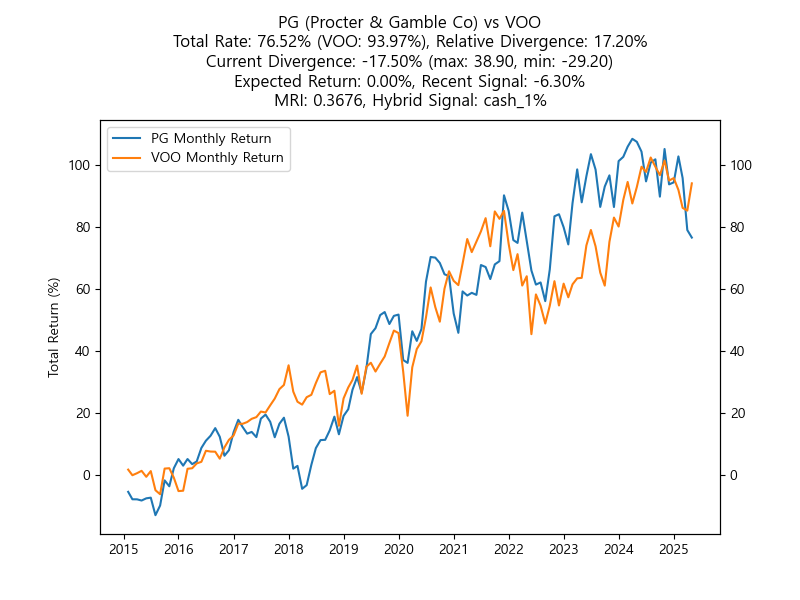 PG (Procter & Gamble Co) vs VOO
Total Rate: 76.52% (VOO: 93.97%), Relative Divergence: 17.20%
Current Divergence: -17.50% (max: 38.90, min: -29.20)
Expected Return: 0.00%, Recent Signal: -6.30%
MRI: 0.3676, Hybrid Signal: cash_1%
PG Monthly Return
VOO Monthly Return
Total Return (%)
100
80
60
40
20
0
100
80
60
40
20
0
2015 2016 2017 2018 2019 2020 2021 2022 2023 2024 2025